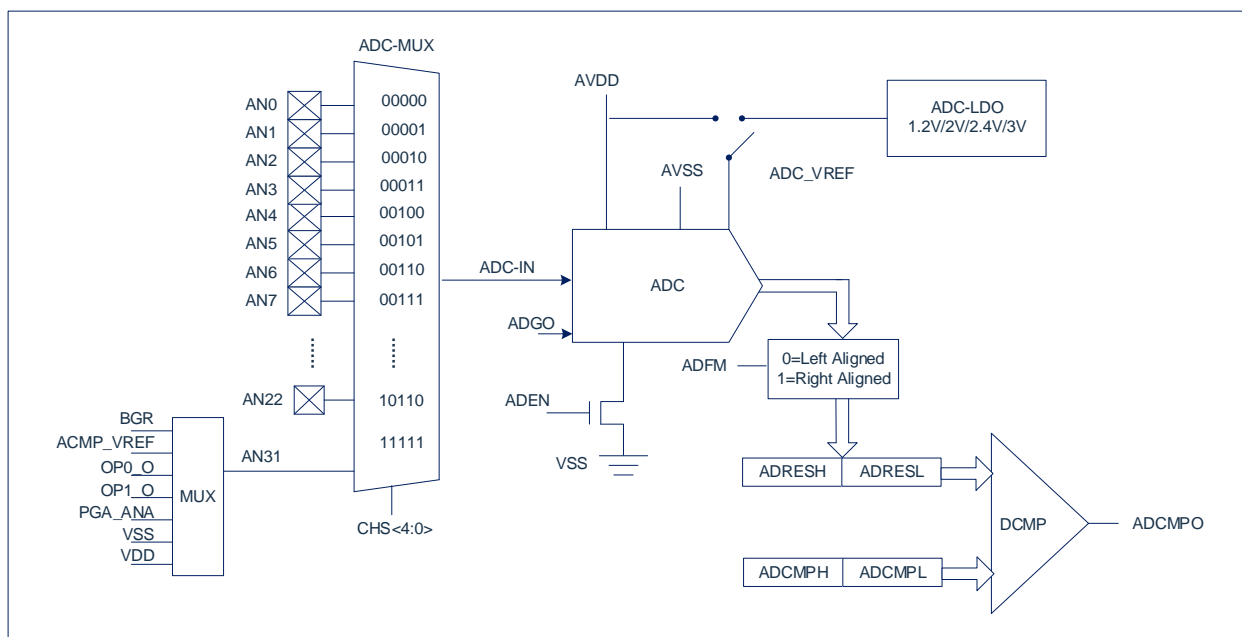 ADC-MUX
AN0
00000
AN1
00001
AN2
00010
AN3
00011
AN4
00100
AN5
00101
AN6
00110
AN7
00111
AN22
10110
11111
BGR
ACMP_VREF
OP0_O
OP1_O
PGA_ANA
VSS
VDD
MUX
AN31
CHS<4:0>
ADC-IN
ADGO
ADEN
VSS
AVDD
AVSS
ADC_VREF
ADC-LDO
1.2V/2V/2.4V/3V
ADC
ADFM
0=Left Aligned
1=Right Aligned
ADRESH
ADRESL
ADCMPH
ADCMPL
DCMP
ADCMPO